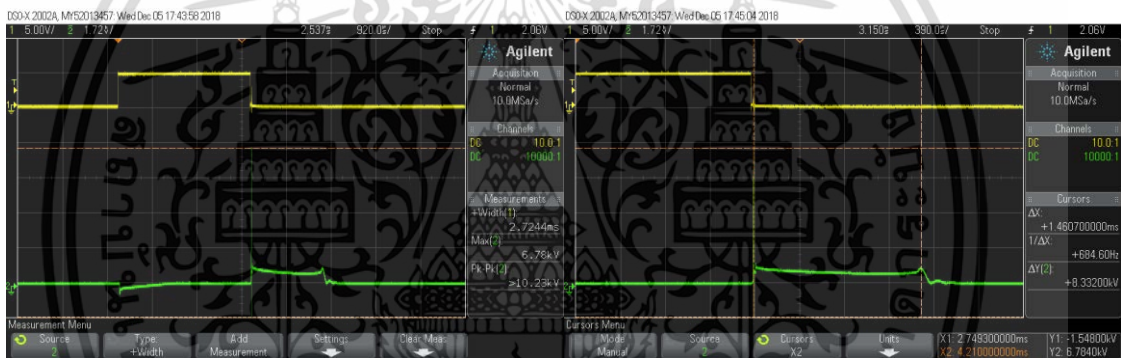 DSO-X 2002A, MY52013457: Wed Dec 05 17:43:58 2018
1 5.00V/ 2 1.72V/ 2.537s 920.0s/ Stop 1 2.06V
Agilent
Acquisition
Normal
10.0MSa/s
Channels
DC 10.0:1
DC 10000:1
Measurements
+Width(1):
2.7244ms
Max(2):
6.78kV
Pk-Pk(2):
>10.23kV
Measurement Menu
Source
2
Type:
+Width
Add
Measurement
Settings
Clear Meas
DSO-X 2002A, MY52013457: Wed Dec 05 17:45:04 2018
1 5.00V/ 2 1.72V/ 3.150s 380.0s/ Stop 1 2.06V
Agilent
Acquisition
Normal
10.0MSa/s
Channels
DC 10.0:1
DC 10000:1
Cursors
ΔX:
+1.460700000ms
1/ΔX:
+684.60Hz
ΔY(2):
+8.33200kV
Cursors Menu
Mode
Manual
Source
2
Cursors
X2
Units
X1: 2.749300000ms
X2: 4.210000000ms
Y1: -1.54800kV
Y2: 6.7840kV